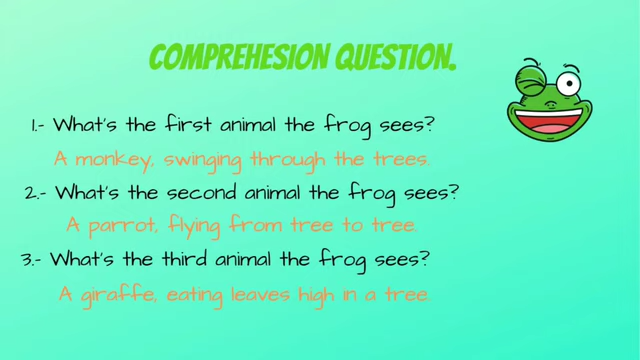 COMPREHESION QUESTION.
1.- What's the first animal the frog sees?
A monkey, swinging through the trees.
2.- What's the second animal the frog sees?
A parrot, flying from tree to tree.
3.- What's the third animal the frog sees?
A giraffe, eating leaves high in a tree.